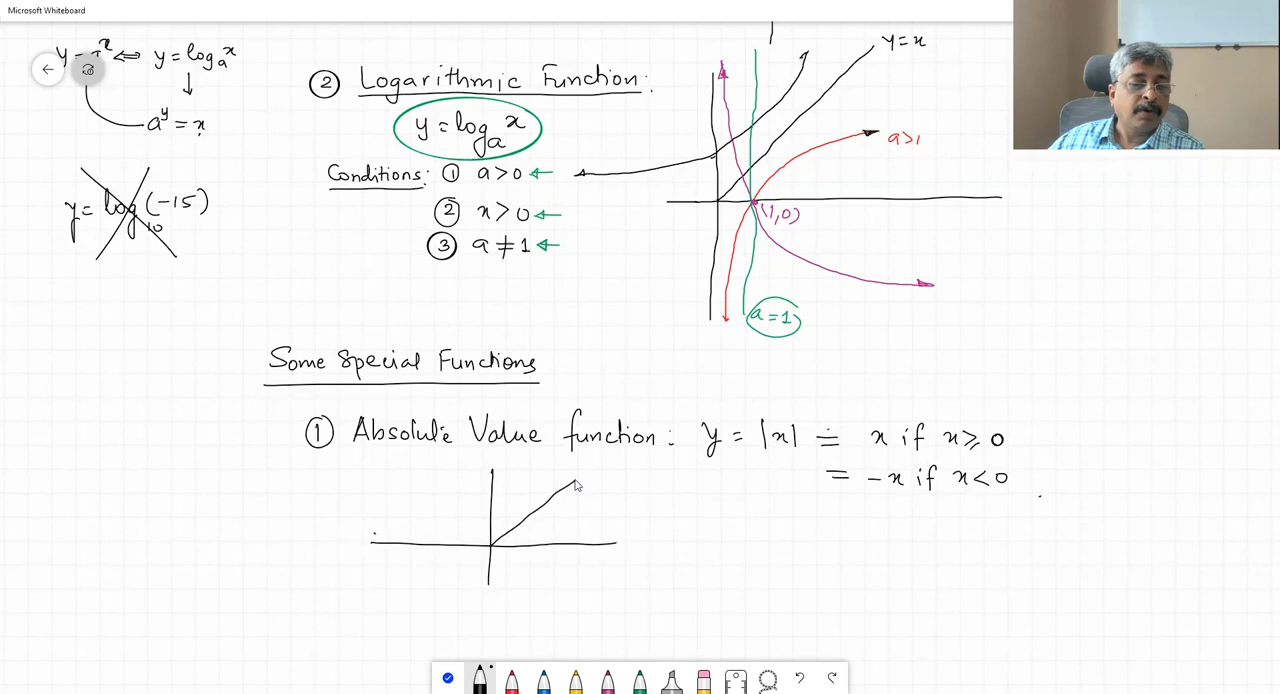 Microsoft Whiteboard
y = a^x ⇔ y = log_a x
a^y = x
y = log_10 (-15)
② Logarithmic Function:
y = log_a x
Conditions: ① a > 0 ←
② x > 0 ←
③ a ≠ 1 ←
y = x
a > 1
(1,0)
a = 1
Some Special Functions
① Absolute Value function: y = |x| = x if x ≥ 0
= -x if x < 0